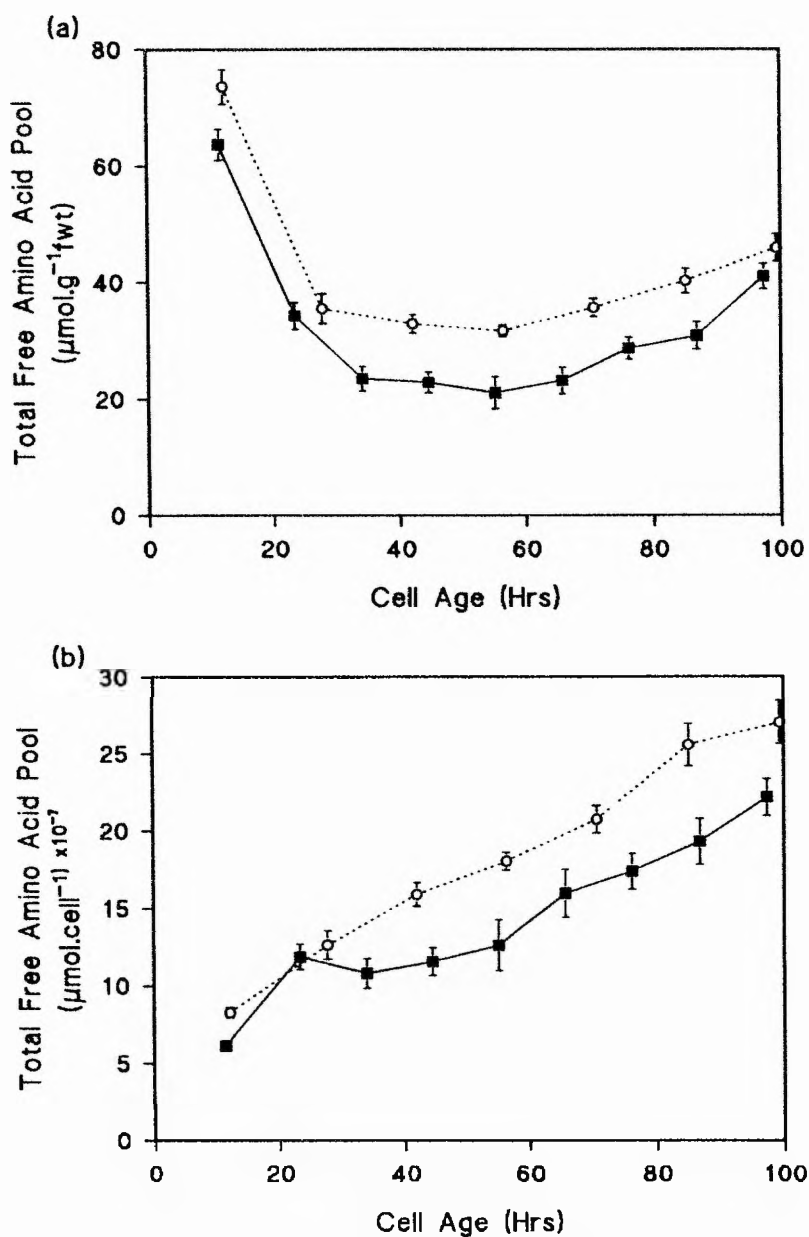 (a)
80
60
40
20
0
Total Free Amino Acid Pool
(μmol.g⁻¹fwt)
0 20 40 60 80 100
Cell Age (Hrs)
(b)
30
25
20
15
10
5
0
Total Free Amino Acid Pool
(μmol.cell⁻¹) x10⁻⁷
0 20 40 60 80 100
Cell Age (Hrs)